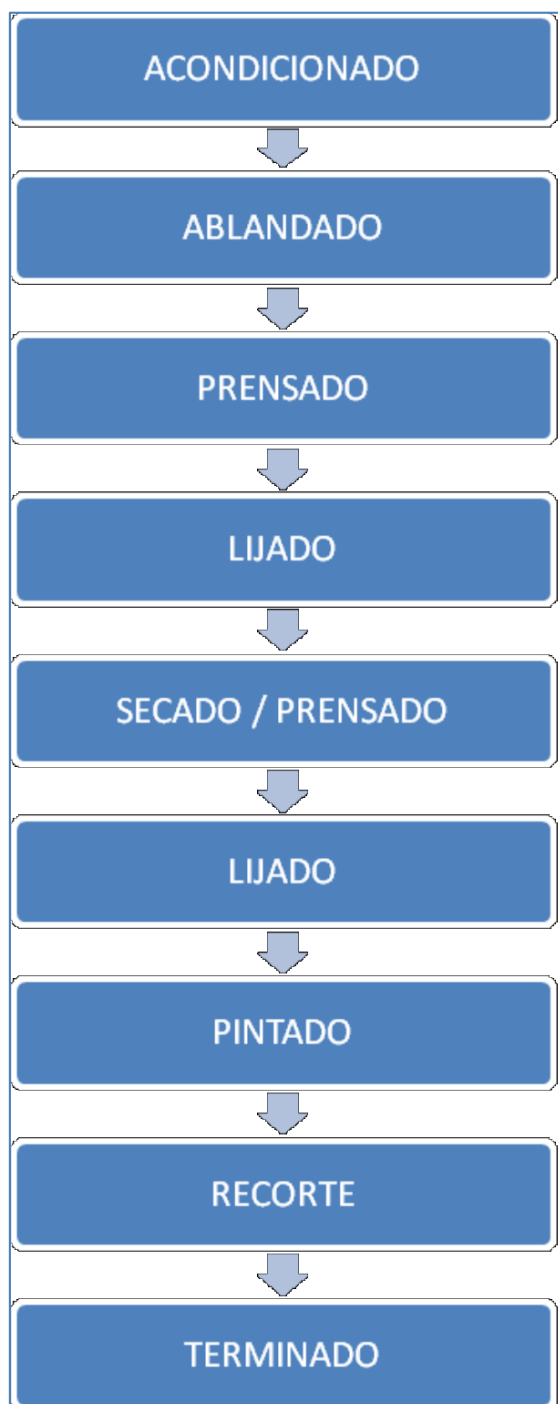 ACONDICIONADO
ABLANDADO
PRENSADO
LIJADO
SECADO / PRENSADO
LIJADO
PINTADO
RECORTE
TERMINADO